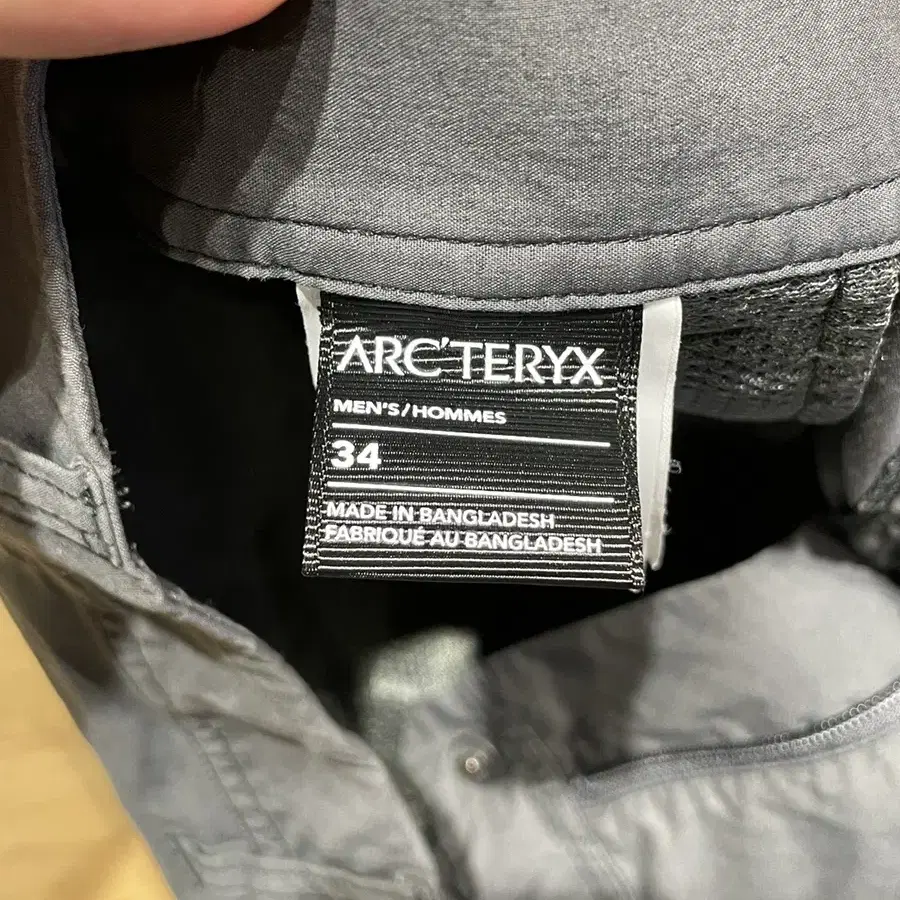 ARC'TERYX
MEN'S/HOMMES
34
MADE IN BANGLADESH
FABRIQUÉ AU BANGLADESH